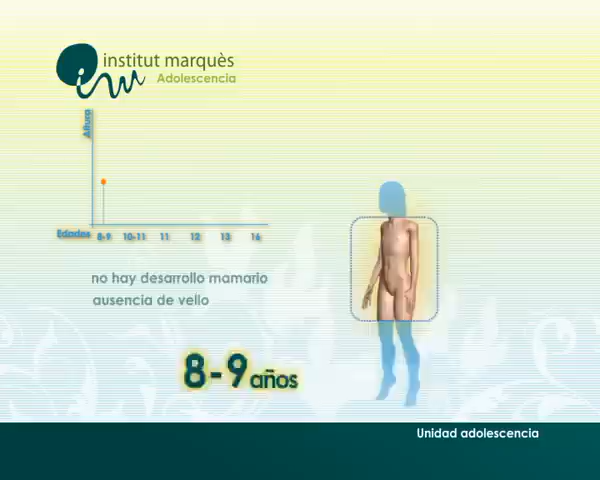 institut marquès
Adolescencia
Altura
Edades 8-9 10-11 11 12 13 16
no hay desarrollo mamario
ausencia de vello
8-9 años
Unidad adolescencia